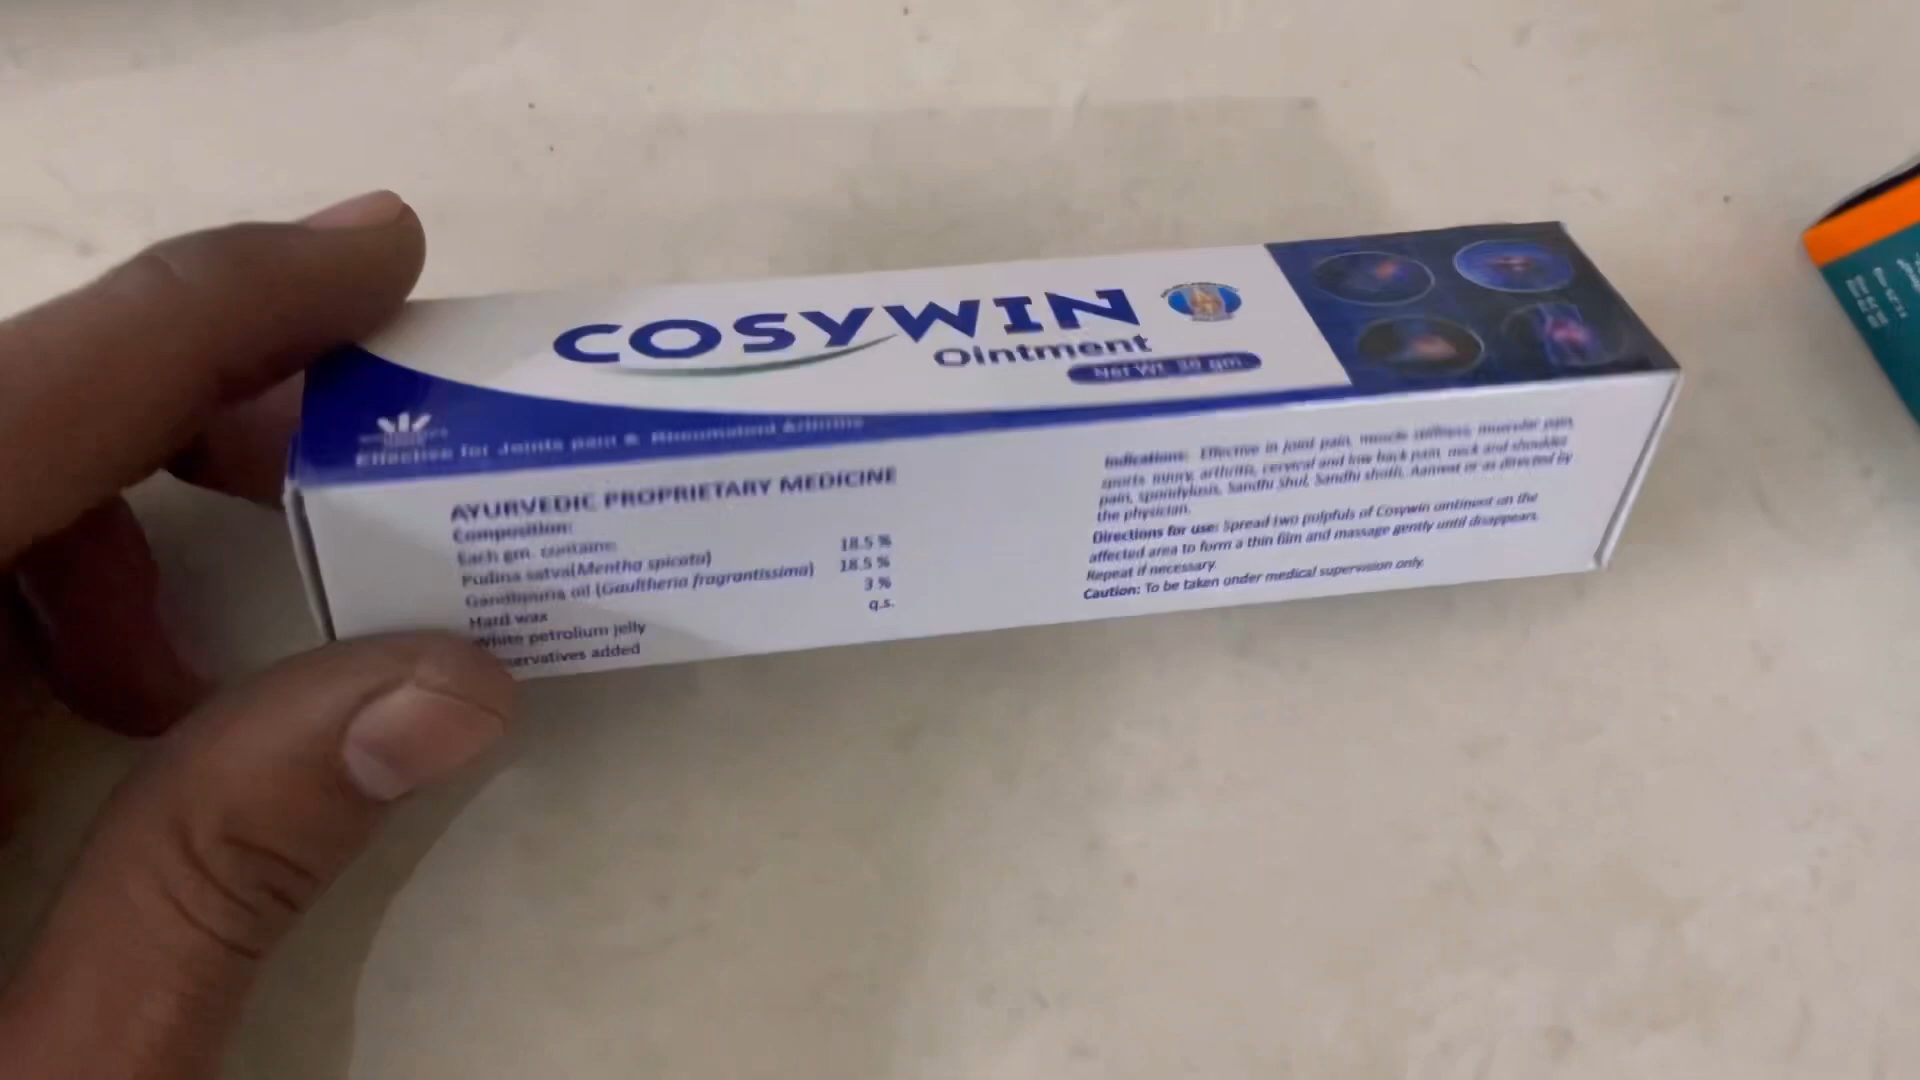 COSYWIN
Ointment
Net Wt. 30 gm.
Effective for Joints pain & Rheumatoid Arthritis
AYURVEDIC PROPRIETARY MEDICINE
Composition:
Each gm. contains:
Pudina satva(Mentha spicata) 18.5 %
Gandhpura oil (Gaultheria fragrantissima) 18.5 %
Hard wax 3 %
White petrolium jelly q.s.
servatives added
Indications: Effective in joint pain, muscle stiffness, muscular pain,
sports injury, arthritis, cervical and low back pain, neck and shoulder
pain, spondylosis, Sandhi Shul, Sandhi shoth, Aamvat or as directed by
the physician.
Directions for use: Spread two pulpfuls of Cosywin ointment on the
affected area to form a thin film and massage gently until disappears.
Repeat if necessary.
Caution: To be taken under medical supervision only.